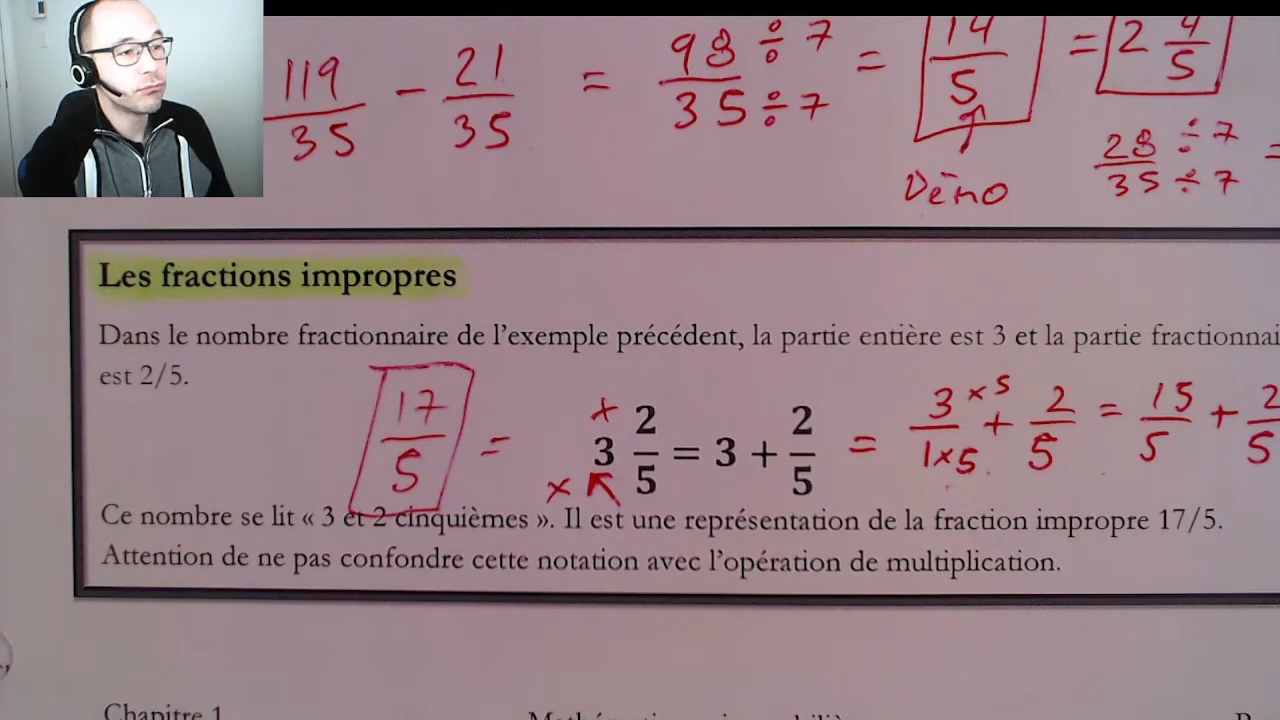 119/35 - 21/35 = 98÷7/35÷7 = 14/5 = 2 4/5
Déno
28÷7/35÷7 =
Les fractions impropres
Dans le nombre fractionnaire de l'exemple précédent, la partie entière est 3 et la partie
est 2/5.
17/5 = 3 2/5 = 3 + 2/5 = 3×5/1×5 + 2/5 = 15/5 + 2/5
+
×
Ce nombre se lit « 3 et 2 cinquièmes ». Il est une représentation de la fraction impropre 17/5.
Attention de ne pas confondre cette notation avec l'opération de multiplication.
Chapitre 1